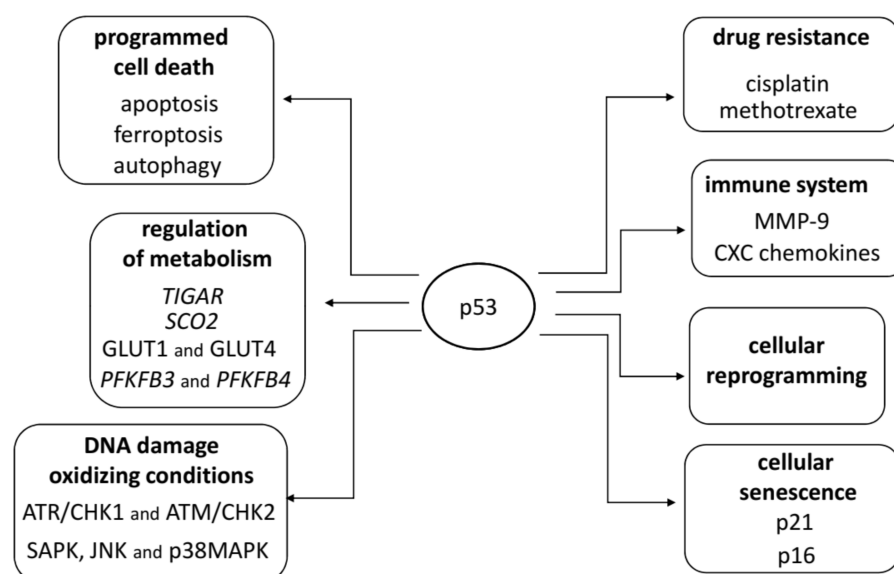 programmed
cell death
apoptosis
ferroptosis
autophagy
regulation
of metabolism
TIGAR
SCO2
GLUT1 and GLUT4
PFKFB3 and PFKFB4
DNA damage
oxidizing conditions
ATR/CHK1 and ATM/CHK2
SAPK, JNK and p38MAPK
p53
drug resistance
cisplatin
methotrexate
immune system
MMP-9
CXC chemokines
cellular
reprogramming
cellular
senescence
p21
p16